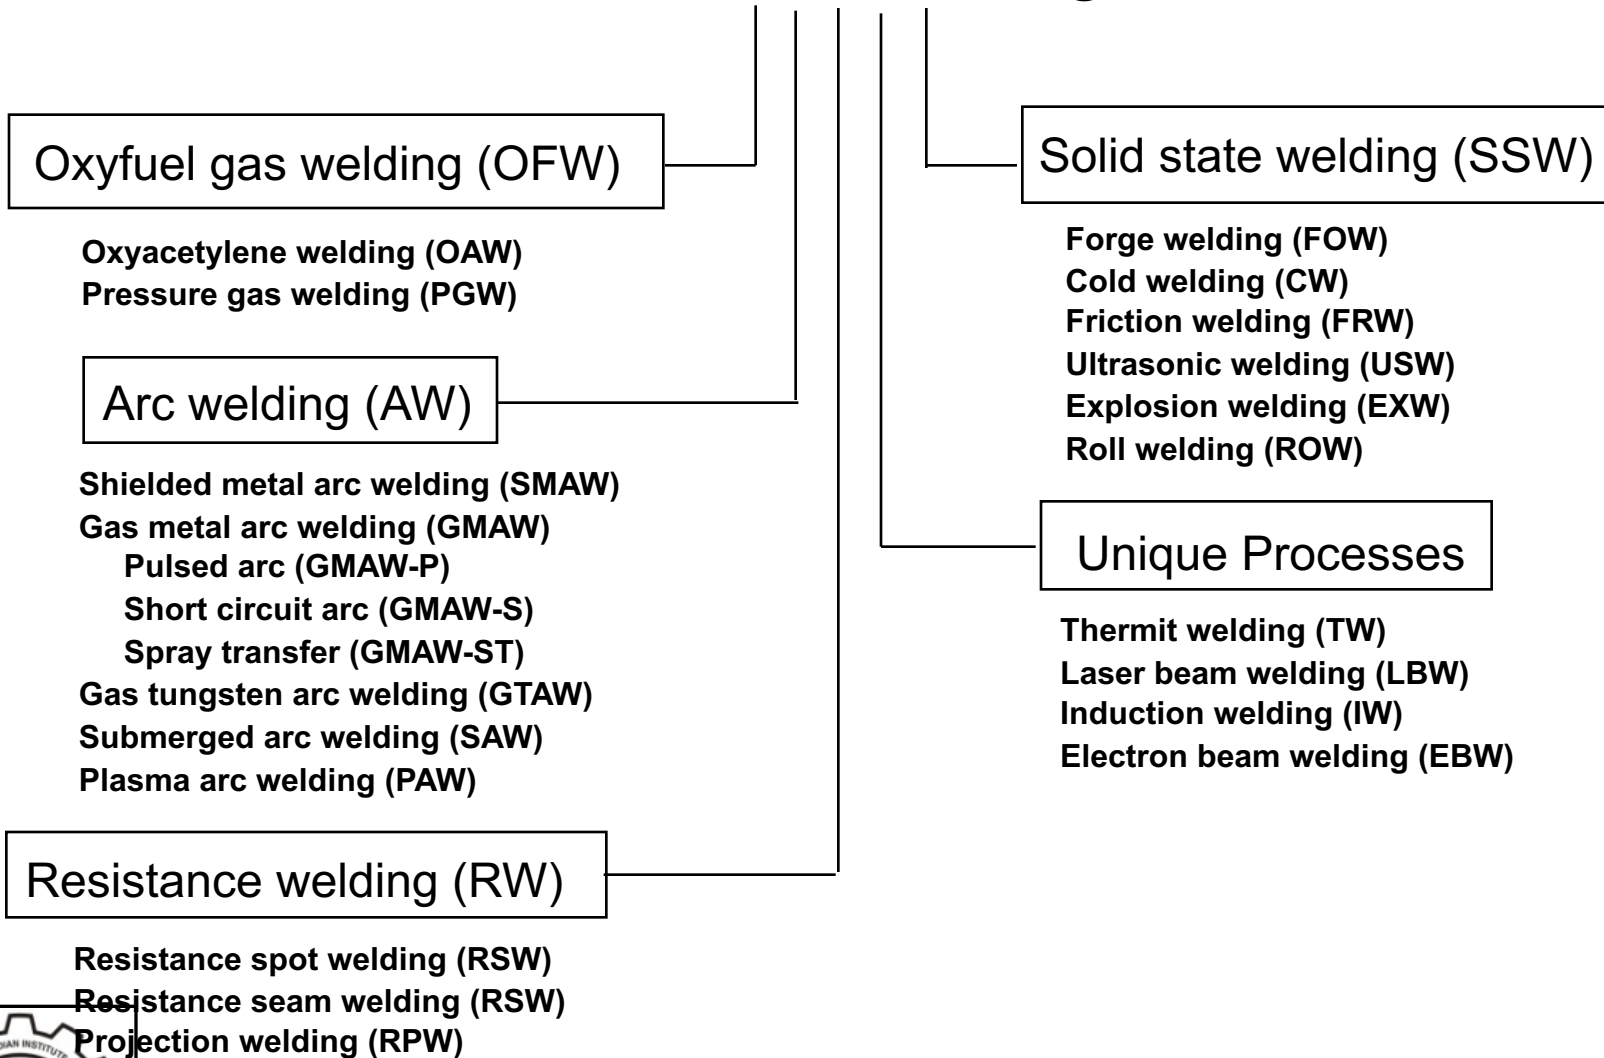 Oxyfuel gas welding (OFW)
Oxyacetylene welding (OAW)
Pressure gas welding (PGW)
Arc welding (AW)
Shielded metal arc welding (SMAW)
Gas metal arc welding (GMAW)
Pulsed arc (GMAW-P)
Short circuit arc (GMAW-S)
Spray transfer (GMAW-ST)
Gas tungsten arc welding (GTAW)
Submerged arc welding (SAW)
Plasma arc welding (PAW)
Resistance welding (RW)
Resistance spot welding (RSW)
Resistance seam welding (RSW)
Projection welding (RPW)
Solid state welding (SSW)
Forge welding (FOW)
Cold welding (CW)
Friction welding (FRW)
Ultrasonic welding (USW)
Explosion welding (EXW)
Roll welding (ROW)
Unique Processes
Thermit welding (TW)
Laser beam welding (LBW)
Induction welding (IW)
Electron beam welding (EBW)